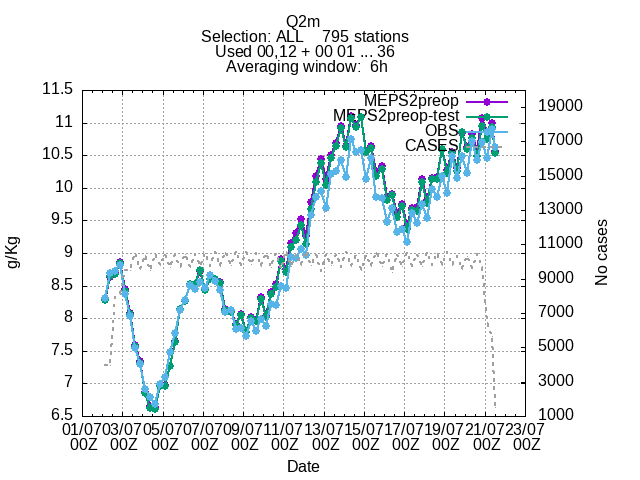 Q2m
Selection: ALL 795 stations
Used 00,12 + 00 01 ... 36
Averaging window: 6h
MEPS2preop
MEPS2preop-test
OBS
CASES
11.5
11
10.5
10
9.5
9
8.5
8
7.5
7
6.5
g/Kg
19000
17000
15000
13000
11000
9000
7000
5000
3000
1000
No cases
01/07 03/07 05/07 07/07 09/07 11/07 13/07 15/07 17/07 19/07 21/07 23/07
00Z 00Z 00Z 00Z 00Z 00Z 00Z 00Z 00Z 00Z 00Z 00Z
Date